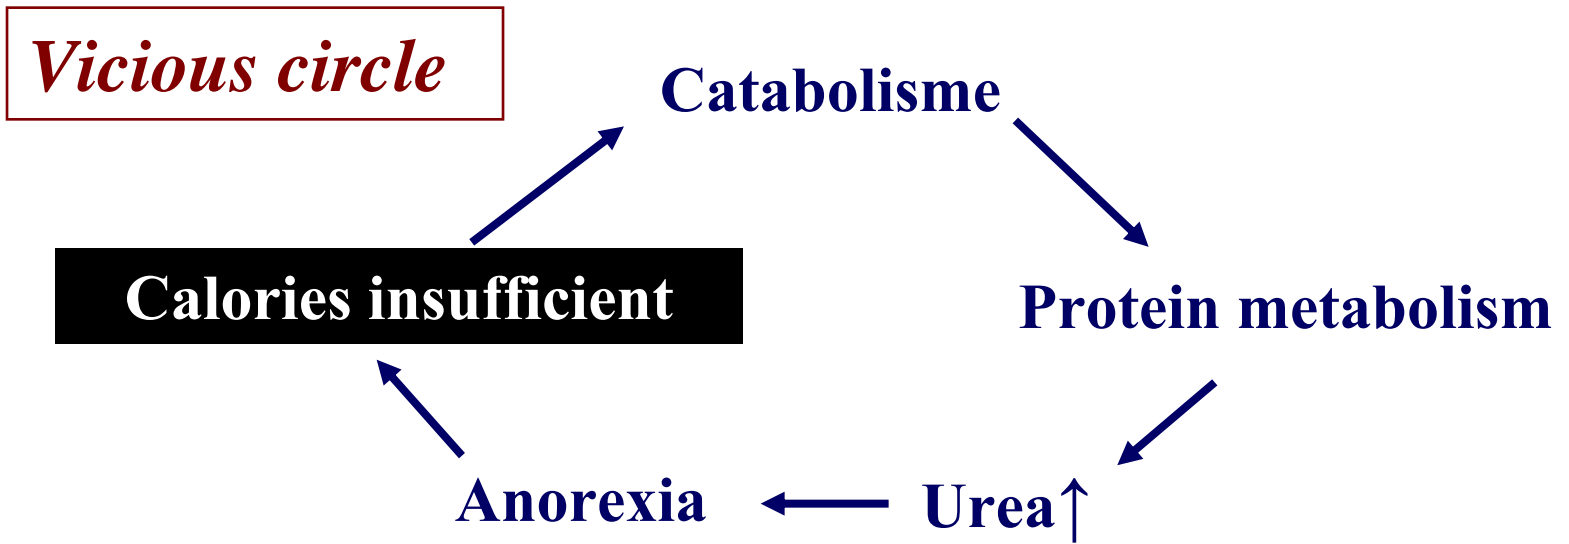 Vicious circle
Catabolisme
Calories insufficient
Protein metabolism
Anorexia
Urea↑